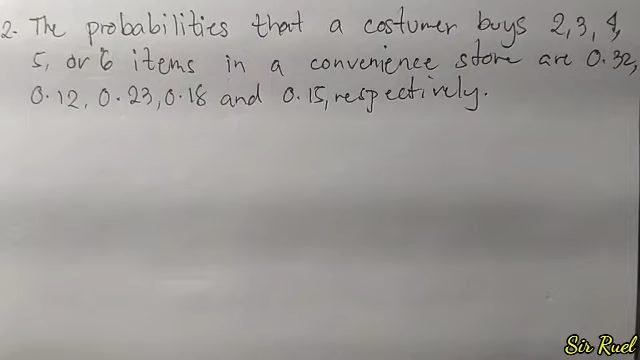 2. The probabilities that a costumer buys 2, 3, 4,
5, or 6 items in a convenience store are 0.32,
0.12, 0.23, 0.18 and 0.15, respectively.
Sir Ruel